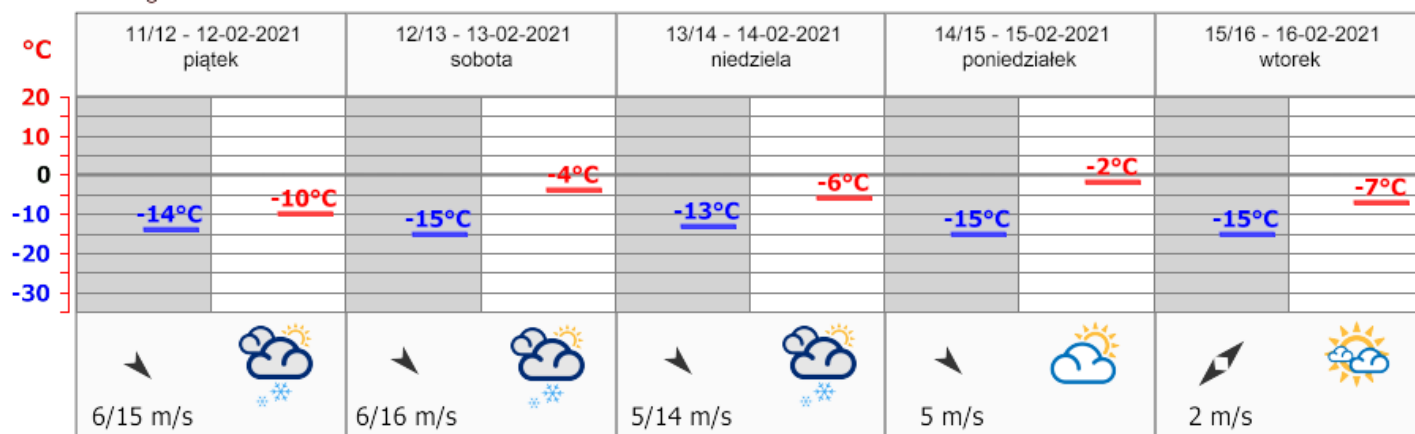 11/12 - 12-02-2021
piątek
12/13 - 13-02-2021
sobota
13/14 - 14-02-2021
niedziela
14/15 - 15-02-2021
poniedziałek
15/16 - 16-02-2021
wtorek
°C
20
10
0
-10
-20
-30
-14°C
-10°C
-15°C
-4°C
-13°C
-6°C
-15°C
-2°C
-15°C
-7°C
6/15 m/s
6/16 m/s
5/14 m/s
5 m/s
2 m/s